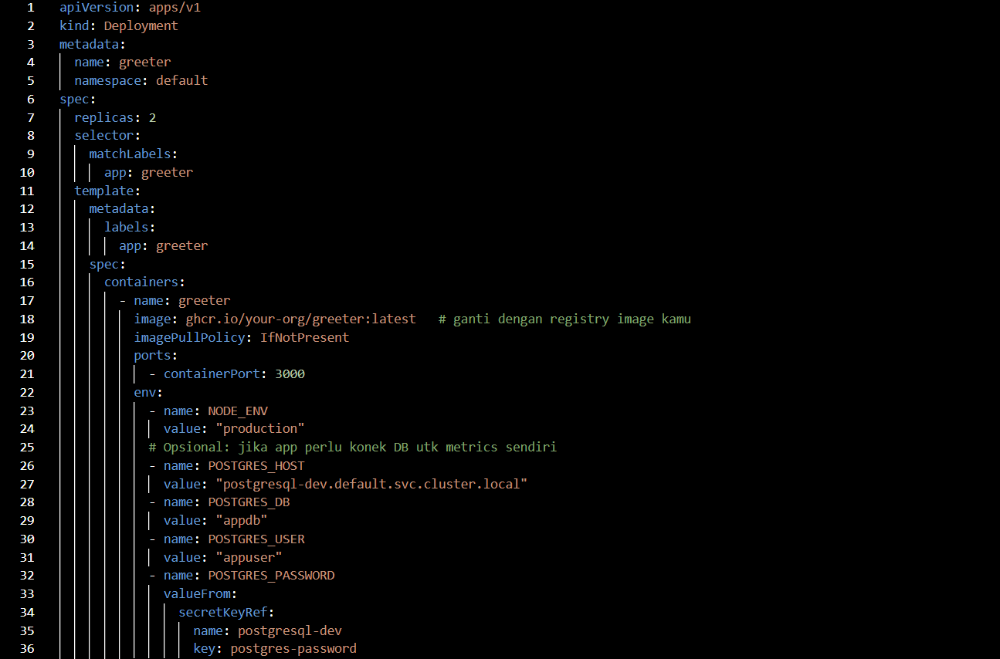 1 apiVersion: apps/v1
2 kind: Deployment
3 metadata:
4   name: greeter
5   namespace: default
6 spec:
7   replicas: 2
8   selector:
9     matchLabels:
10       app: greeter
11   template:
12     metadata:
13       labels:
14         app: greeter
15     spec:
16       containers:
17         - name: greeter
18           image: ghcr.io/your-org/greeter:latest   # ganti dengan registry image kamu
19           imagePullPolicy: IfNotPresent
20           ports:
21             - containerPort: 3000
22           env:
23             - name: NODE_ENV
24               value: "production"
25             # Opsional: jika app perlu konek DB utk metrics sendiri
26             - name: POSTGRES_HOST
27               value: "postgresql-dev.default.svc.cluster.local"
28             - name: POSTGRES_DB
29               value: "appdb"
30             - name: POSTGRES_USER
31               value: "appuser"
32             - name: POSTGRES_PASSWORD
33               valueFrom:
34                 secretKeyRef:
35                   name: postgresql-dev
36                   key: postgres-password